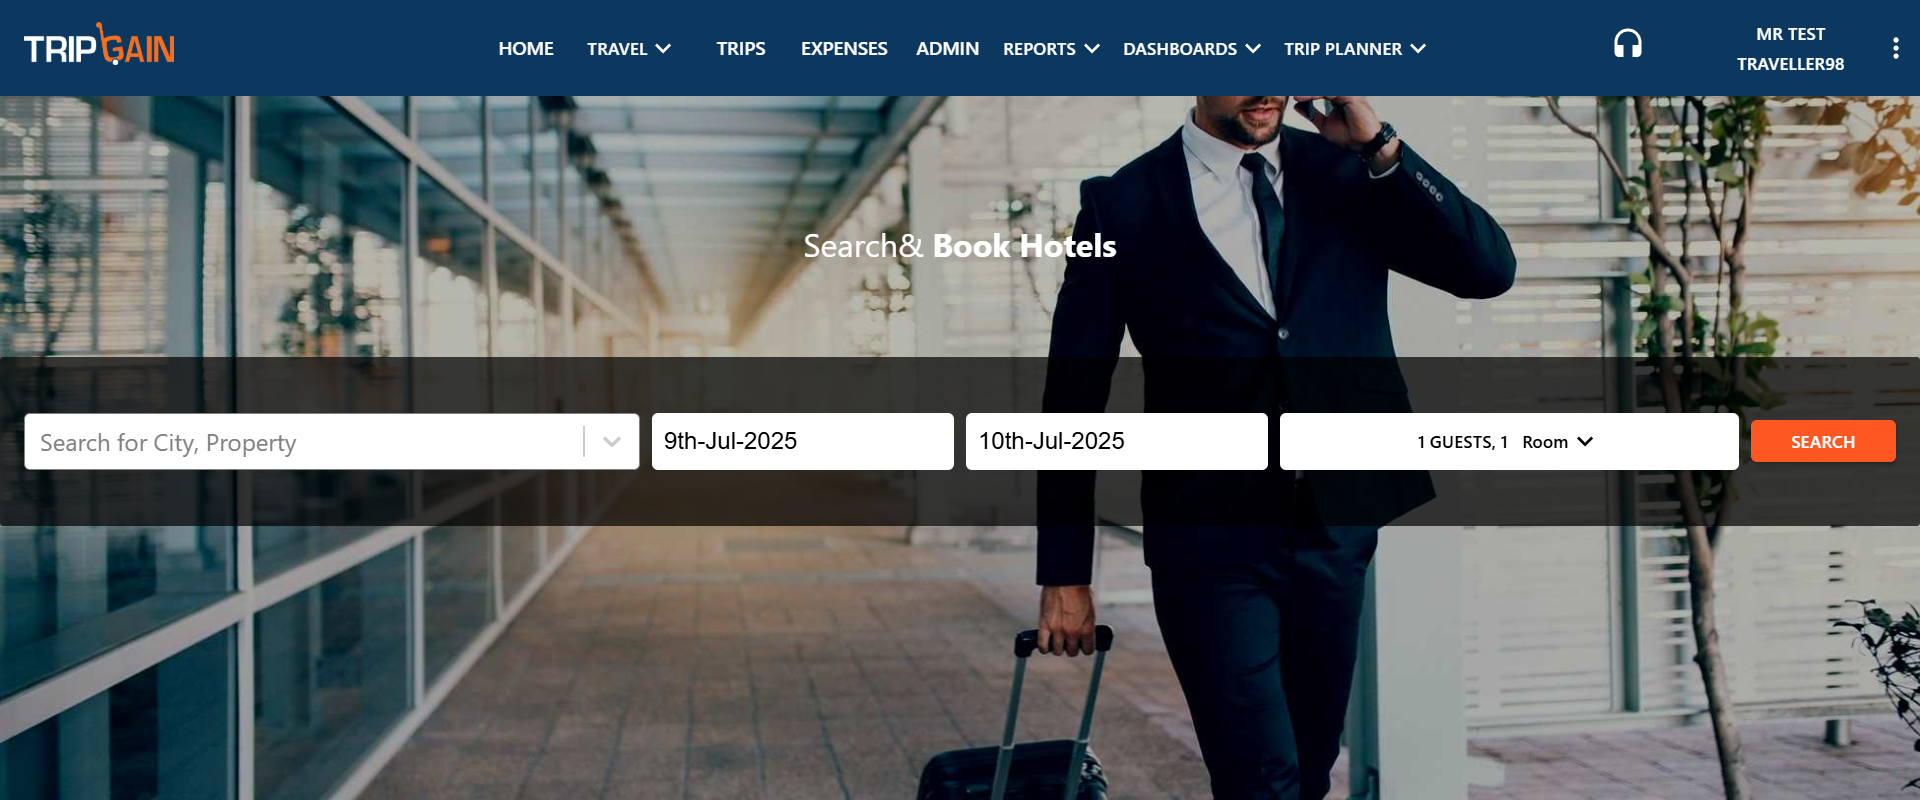 TRIPGAIN
HOME TRAVEL TRIPS EXPENSES ADMIN REPORTS DASHBOARDS TRIP PLANNER
MR TEST
TRAVELLER98
Search& Book Hotels
Search for City, Property
9th-Jul-2025
10th-Jul-2025
1 GUESTS, 1 Room
SEARCH